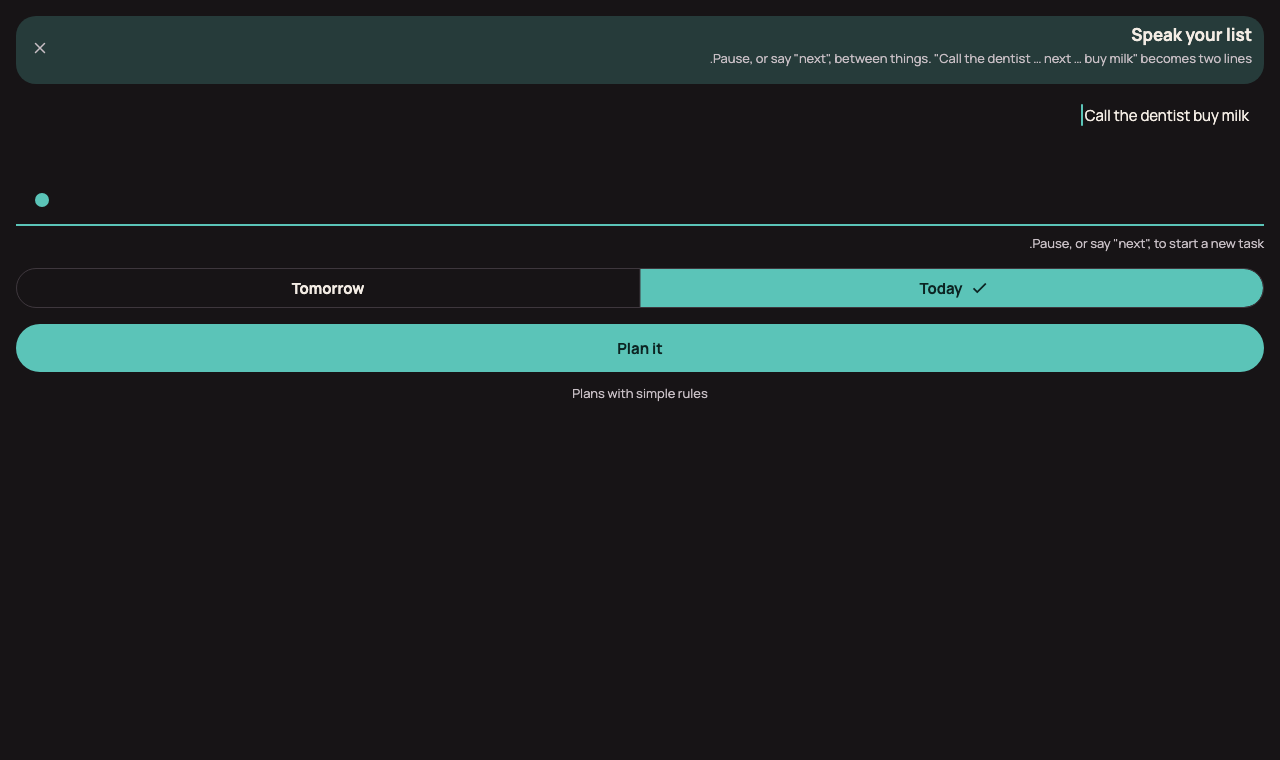 Speak your list
.Pause, or say "next", between things. "Call the dentist … next … buy milk" becomes two lines
Call the dentist buy milk
.Pause, or say "next", to start a new task
Today
Tomorrow
Plan it
Plans with simple rules